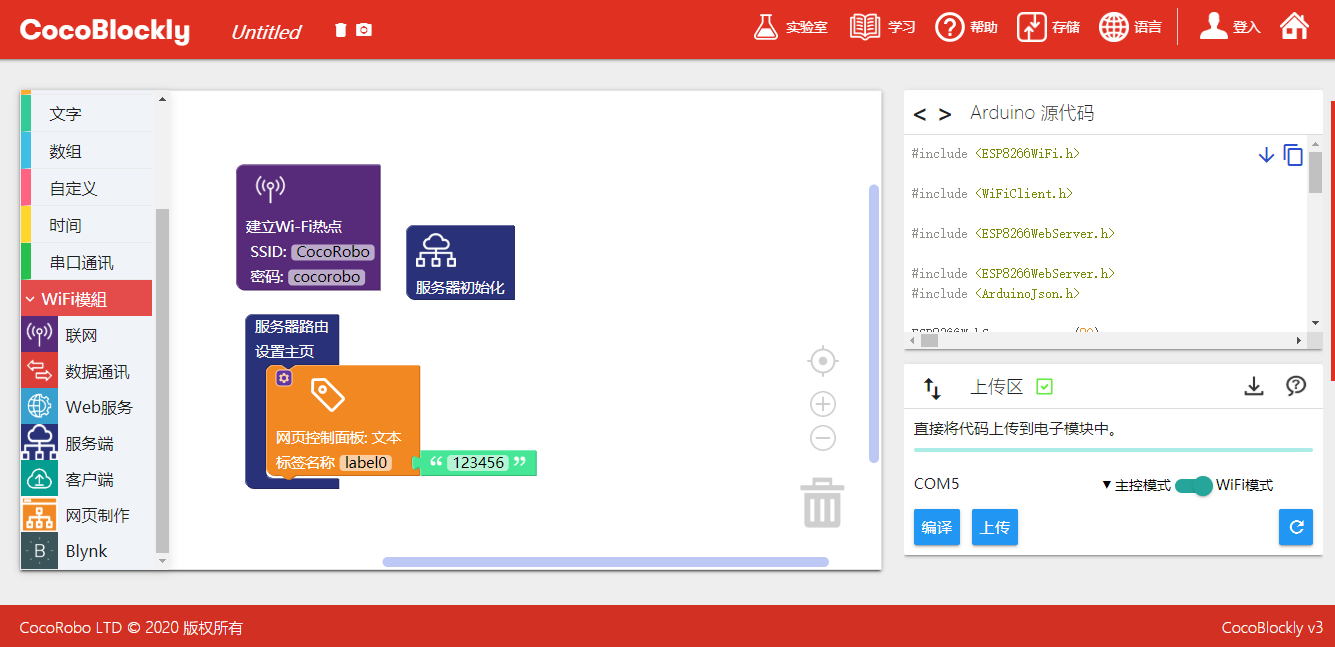 CocoBlockly
Untitled
实验室
学习
帮助
存储
语言
登入
文字
数组
自定义
时间
串口通讯
WiFi模组
联网
数据通讯
Web服务
服务端
客户端
网页制作
B Blynk
建立Wi-Fi热点
SSID: CocoRobo
密码: cocorobo
服务器初始化
服务器路由
设置主页
网页控制面板: 文本
标签名称 label0
“ 123456 ”
< > Arduino 源代码
#include <ESP8266WiFi.h>
#include <WiFiClient.h>
#include <ESP8266WebServer.h>
#include <ESP8266WebServer.h>
#include <ArduinoJson.h>
上传区
直接将代码上传到电子模块中。
COM5
▼ 主控模式 WiFi模式
编译
上传
CocoRobo LTD © 2020 版权所有
CocoBlockly v3